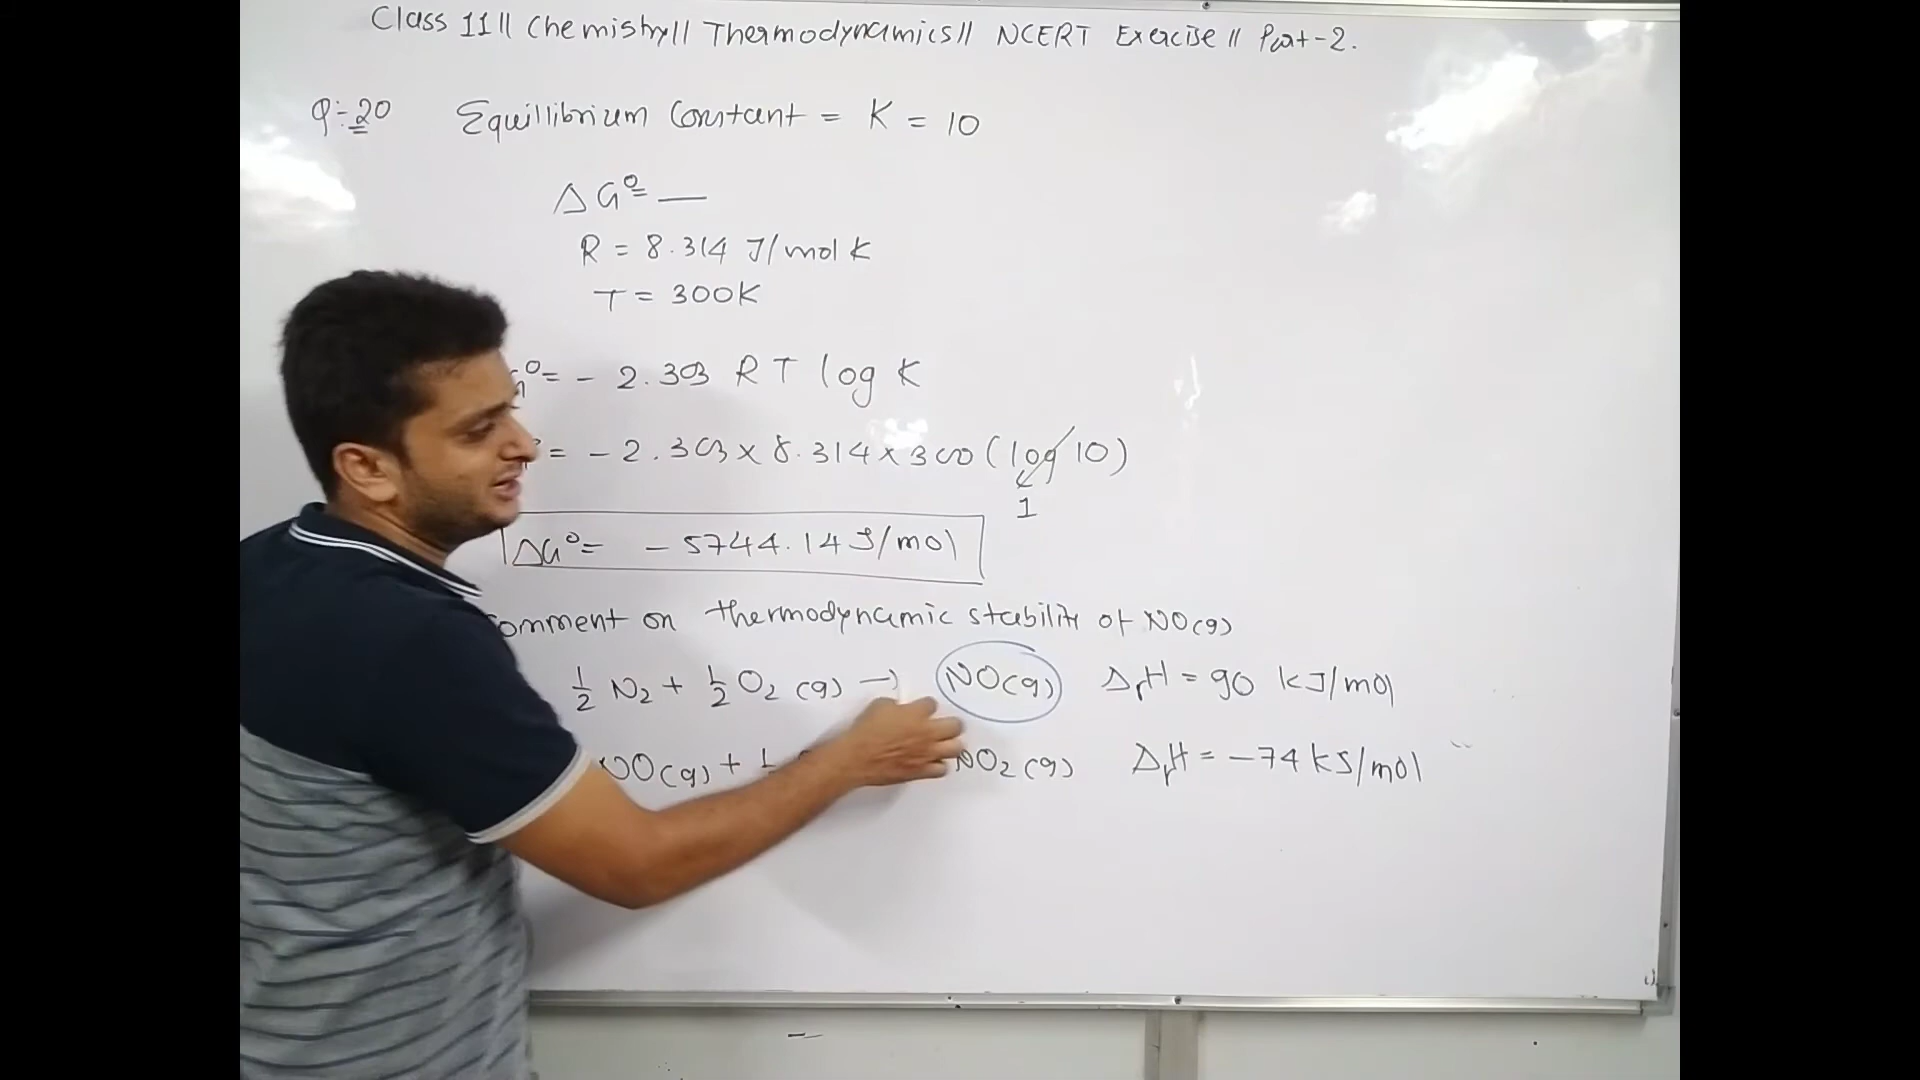 Class 11 || Chemistry || Thermodynamics || NCERT Exercise || Part-2.
Q:-20 Equillibrium Constant = K = 10
ΔG° = —
R = 8.314 J/mol K
T = 300K
G° = - 2.303 RT log K
= - 2.303 x 8.314 x 300 (log 10)
1
ΔG° = - 5744.14 J/mol
omment on thermodynamic stability of NO(g)
1/2 N₂ + 1/2 O₂ (g) → NO(g) ΔᵣH = 90 kJ/mol
NO(g) + 1 NO₂ (g) ΔᵣH = -74 kJ/mol